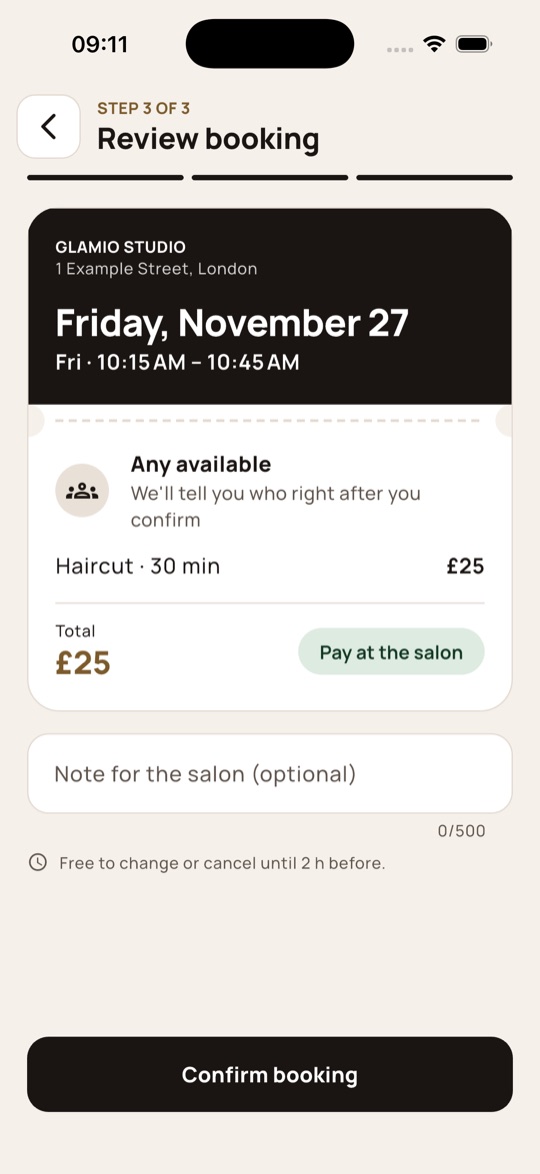 09:11
STEP 3 OF 3
Review booking
GLAMIO STUDIO
1 Example Street, London
Friday, November 27
Fri · 10:15 AM – 10:45 AM
Any available
We'll tell you who right after you
confirm
Haircut · 30 min £25
Total
£25
Pay at the salon
Note for the salon (optional)
0/500
Free to change or cancel until 2 h before.
Confirm booking